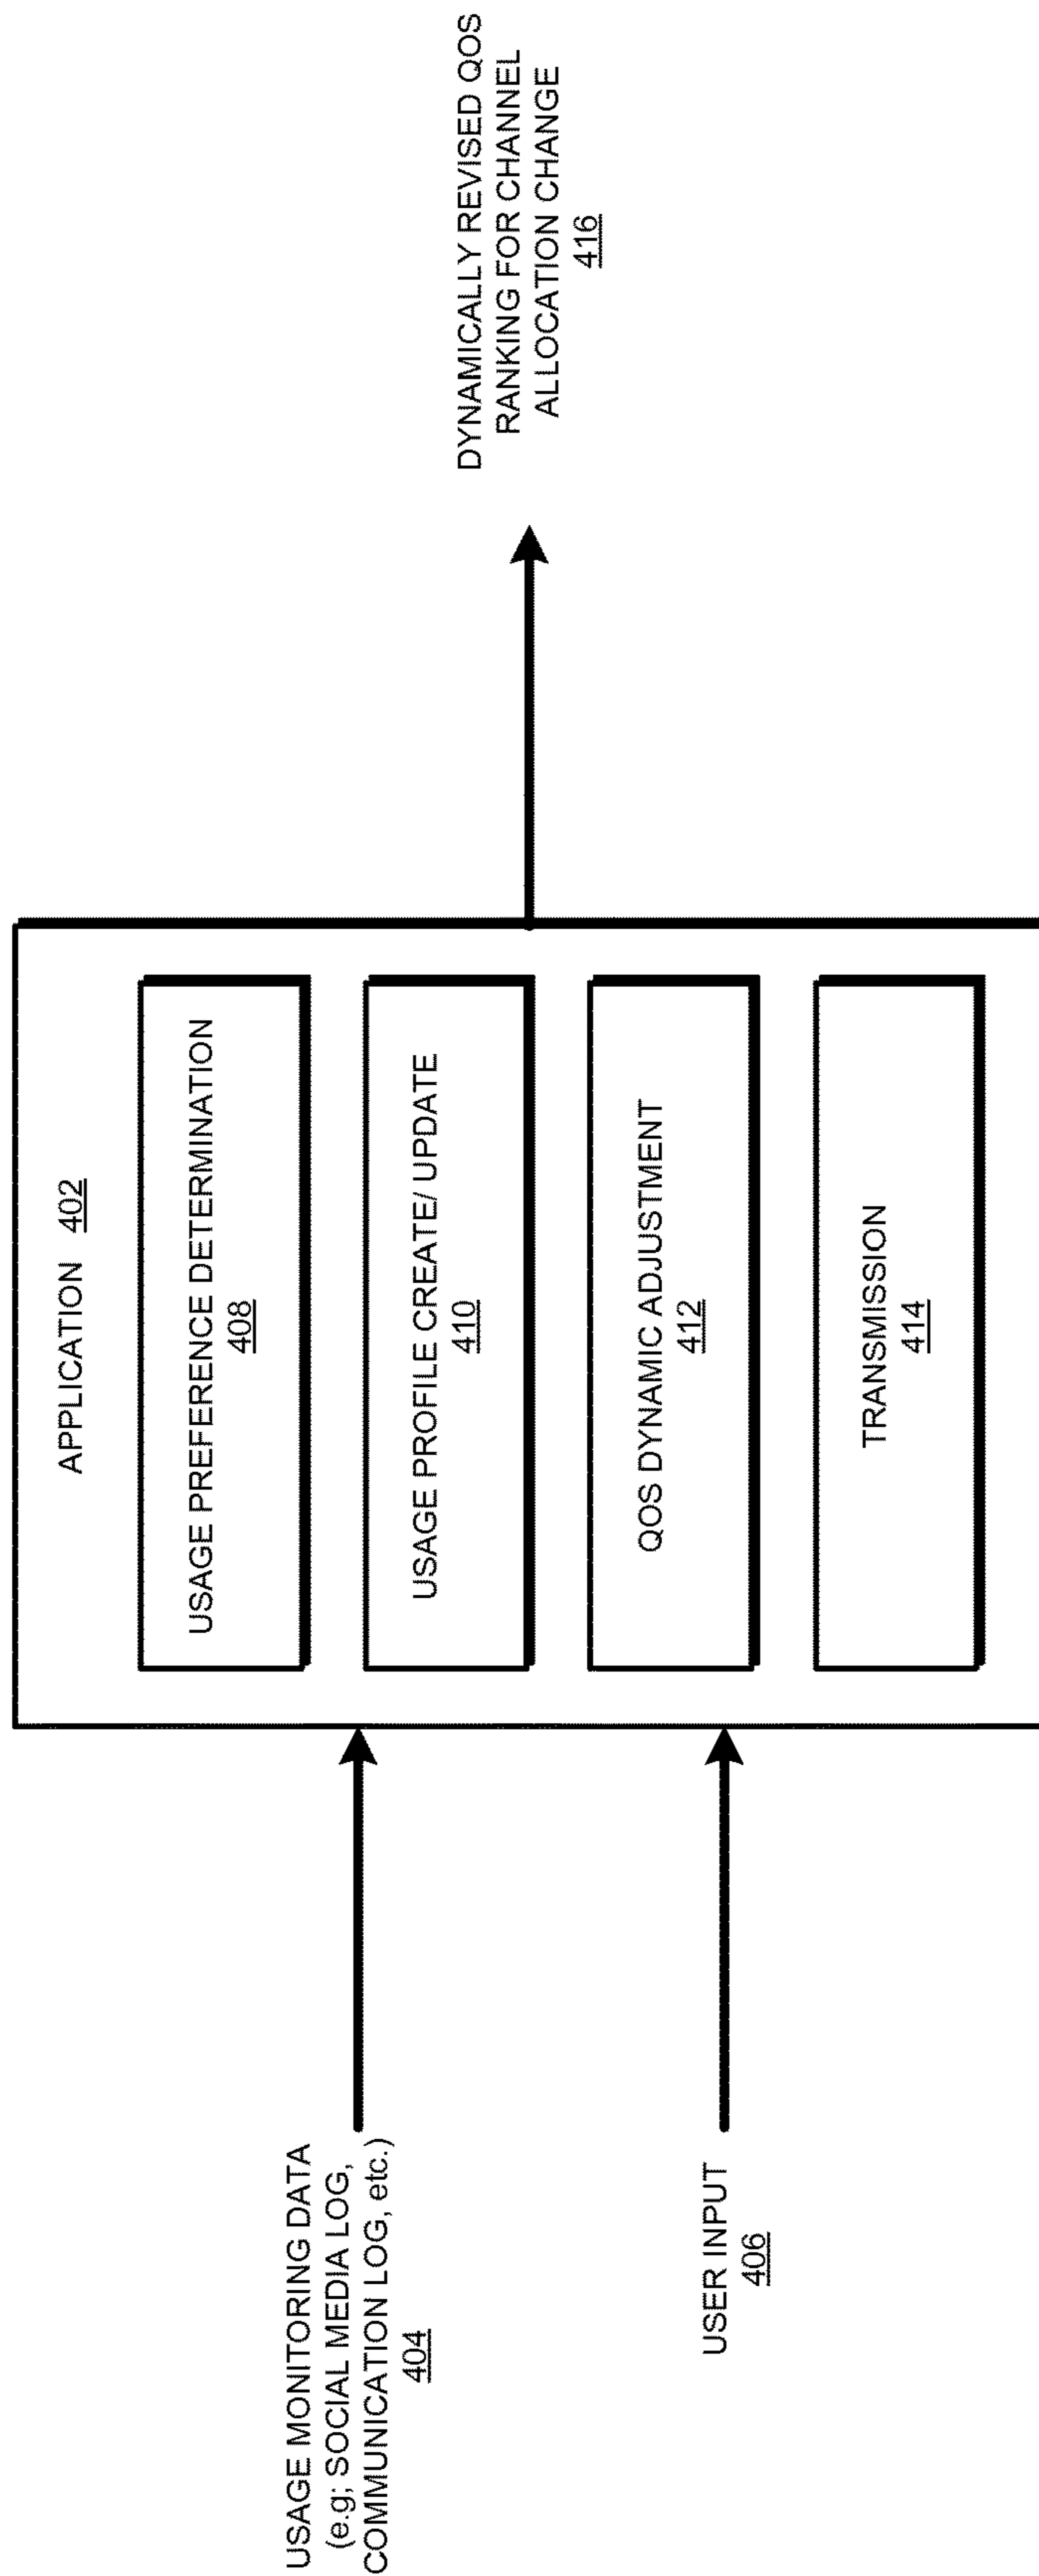 USAGE MONITORING DATA
(e.g; SOCIAL MEDIA LOG,
COMMUNICATION LOG, etc.)
404
USER INPUT
406
APPLICATION 402
USAGE PREFERENCE DETERMINATION
408
USAGE PROFILE CREATE/ UPDATE
410
QOS DYNAMIC ADJUSTMENT
412
TRANSMISSION
414
DYNAMICALLY REVISED QOS
RANKING FOR CHANNEL
ALLOCATION CHANGE
416